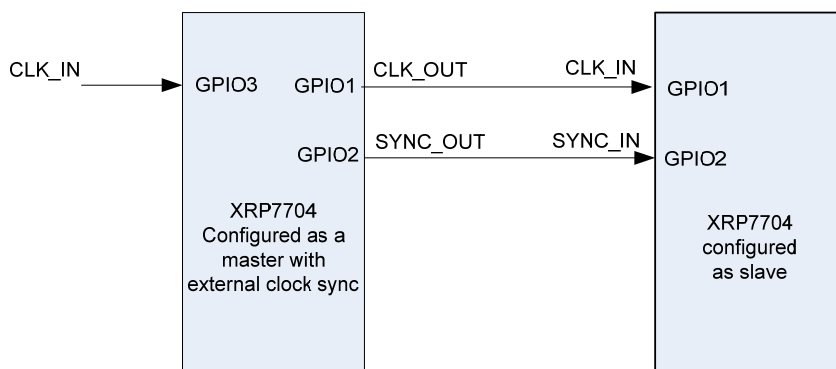 CLK_IN
GPIO3
GPIO1
CLK_OUT
CLK_IN
GPIO1
GPIO2
SYNC_OUT
SYNC_IN
GPIO2
XRP7704
Configured as a
master with
external clock sync
XRP7704
configured
as slave